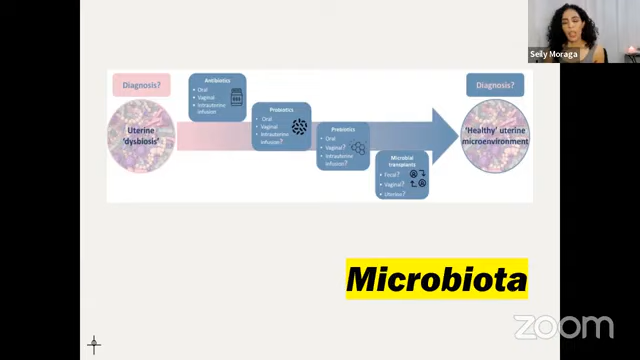 Seily Moraga
Diagnosis?
Uterine
'dysbiosis'
Antibiotics
• Oral
• Vaginal
• Intrauterine
infusion
Probiotics
• Oral
• Vaginal
• Intrauterine
infusion?
Prebiotics
• Oral
• Vaginal?
• Intrauterine
infusion?
Microbial
transplants
• Fecal?
• Vaginal?
• Uterine?
Diagnosis?
'Healthy' uterine
microenvironment
Microbiota
zoom